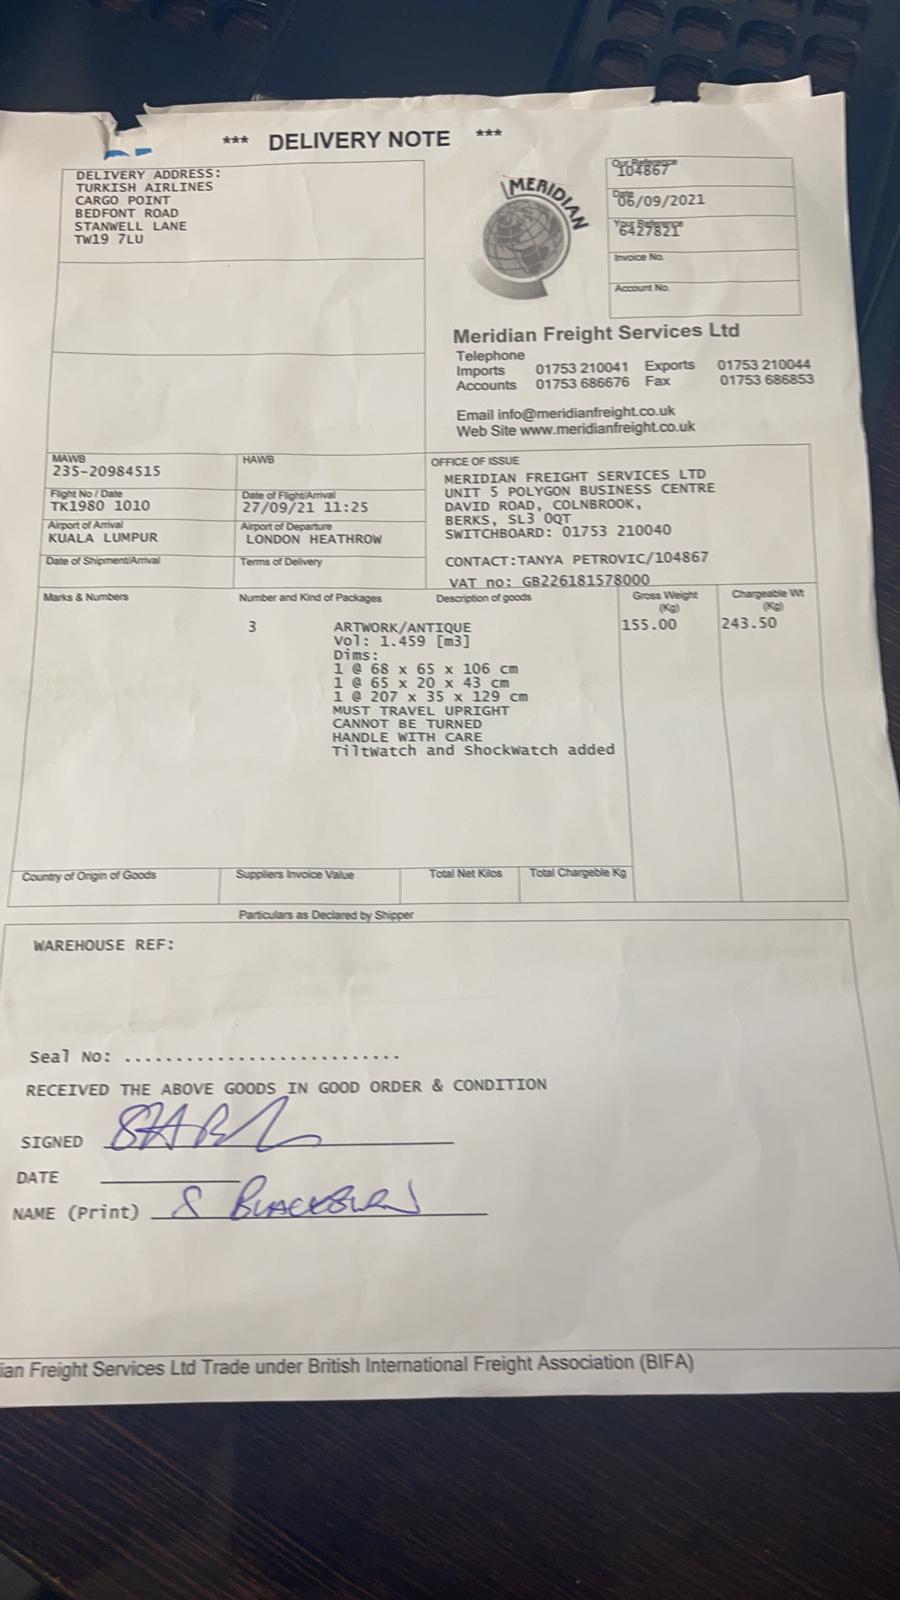 *** DELIVERY NOTE ***
DELIVERY ADDRESS:
TURKISH AIRLINES
CARGO POINT
BEDFONT ROAD
STANWELL LANE
TW19 7LU
MERIDIAN
Our Reference
104867
Date
06/09/2021
Your Reference
6427821
Invoice No.
Account No.
Meridian Freight Services Ltd
Telephone
Imports 01753 210041 Exports 01753 210044
Accounts 01753 686676 Fax 01753 686853
Email info@meridianfreight.co.uk
Web Site www.meridianfreight.co.uk
MAWB
235-20984515
HAWB
Flight No / Date
TK1980 1010
Date of Flight/Arrival
27/09/21 11:25
Airport of Arrival
KUALA LUMPUR
Airport of Departure
LONDON HEATHROW
Date of Shipment/Arrival
Terms of Delivery
OFFICE OF ISSUE
MERIDIAN FREIGHT SERVICES LTD
UNIT 5 POLYGON BUSINESS CENTRE
DAVID ROAD, COLNBROOK,
BERKS, SL3 0QT
SWITCHBOARD: 01753 210040
CONTACT:TANYA PETROVIC/104867
VAT no: GB226181578000
Marks & Numbers
Number and Kind of Packages
Description of goods
Gross Weight
(Kg)
Chargeable Wt
(Kg)
3 ARTWORK/ANTIQUE 155.00 243.50
Vol: 1.459 [m3]
Dims:
1 @ 68 x 65 x 106 cm
1 @ 65 x 20 x 43 cm
1 @ 207 x 35 x 129 cm
MUST TRAVEL UPRIGHT
CANNOT BE TURNED
HANDLE WITH CARE
Tiltwatch and Shockwatch added
Country of Origin of Goods
Suppliers Invoice Value
Total Net Kilos
Total Chargeble Kg
Particulars as Declared by Shipper
WAREHOUSE REF:
Seal No: ...........................
RECEIVED THE ABOVE GOODS IN GOOD ORDER & CONDITION
SIGNED
DATE
NAME (Print) S BLACKBURN
ian Freight Services Ltd Trade under British International Freight Association (BIFA)